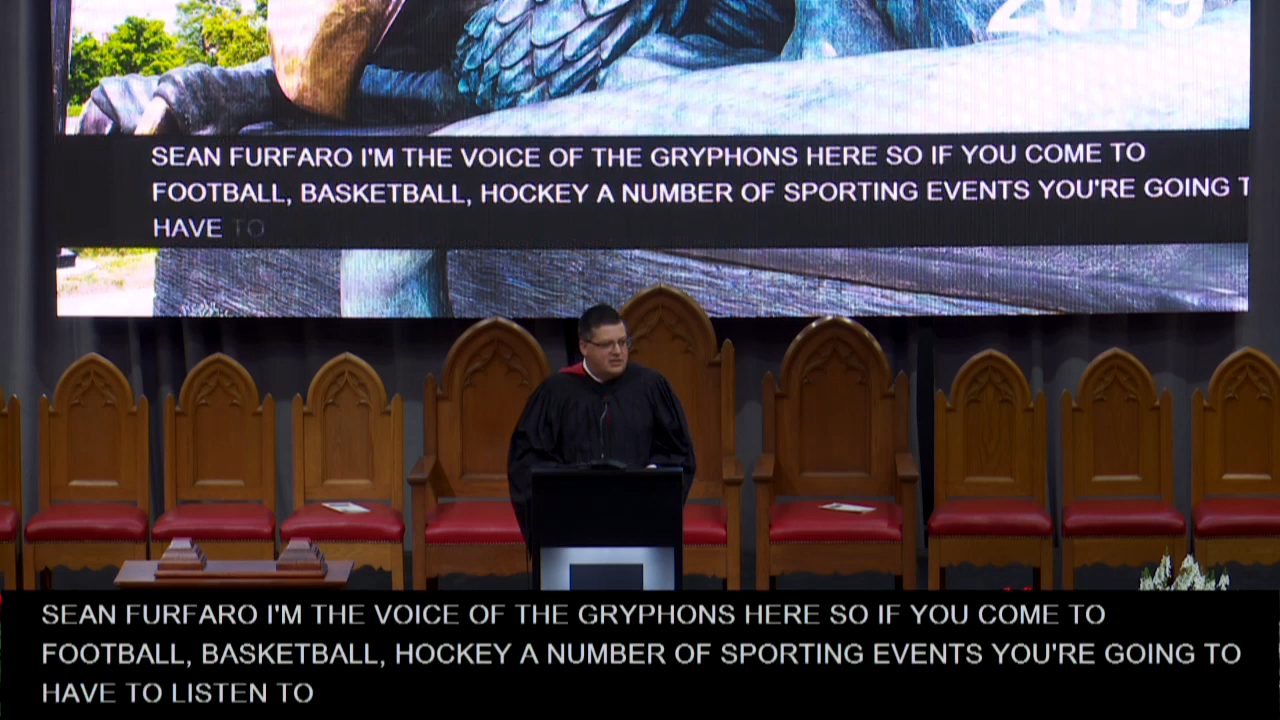 2019
SEAN FURFARO I'M THE VOICE OF THE GRYPHONS HERE SO IF YOU COME TO
FOOTBALL, BASKETBALL, HOCKEY A NUMBER OF SPORTING EVENTS YOU'RE GOING T
HAVE TO
SEAN FURFARO I'M THE VOICE OF THE GRYPHONS HERE SO IF YOU COME TO
FOOTBALL, BASKETBALL, HOCKEY A NUMBER OF SPORTING EVENTS YOU'RE GOING TO
HAVE TO LISTEN TO